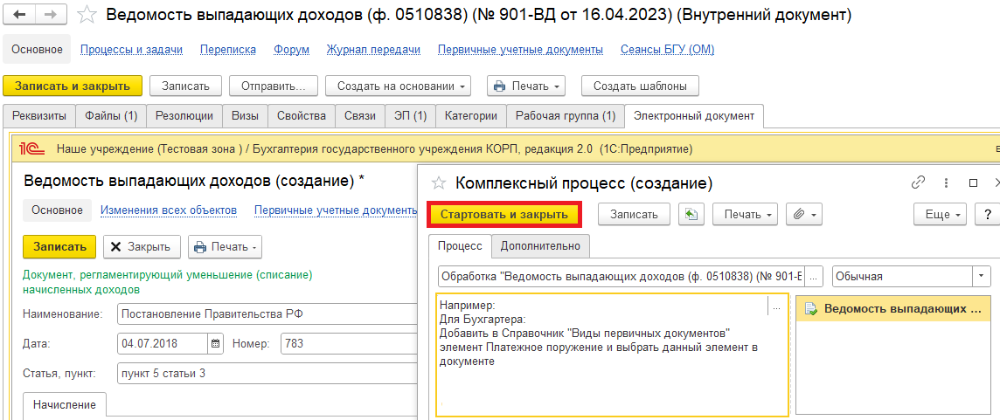 Ведомость выпадающих доходов (ф. 0510838) (№ 901-ВД от 16.04.2023) (Внутренний документ)
Основное Процессы и задачи Переписка Форум Журнал передачи Первичные учетные документы Сеансы БГУ (ОМ)
Записать и закрыть Записать Отправить... Создать на основании Печать Создать шаблоны
Реквизиты Файлы (1) Резолюции Визы Свойства Связи ЭП (1) Категории Рабочая группа (1) Электронный документ
1С Наше учреждение (Тестовая зона ) / Бухгалтерия государственного учреждения КОРП, редакция 2.0 (1С:Предприятие)
Ведомость выпадающих доходов (создание) *
Основное Изменения всех объектов Первичные учетные документы
Записать Закрыть Печать
Документ, регламентирующий уменьшение (списание)
начисленных доходов
Наименование: Постановление Правительства РФ
Дата: 04.07.2018 Номер: 783
Статья, пункт: пункт 5 статьи 3
Начисление
Комплексный процесс (создание)
Стартовать и закрыть Записать Печать Еще ?
Процесс Дополнительно
Обработка "Ведомость выпадающих доходов (ф. 0510838) (№ 901-В ... Обычная
Например: ...
Для Бухгартера:
Добавить в Справочник "Виды первичных документов"
элемент Платежное поружение и выбрать данный элемент в
документе
Ведомость выпадающих ...